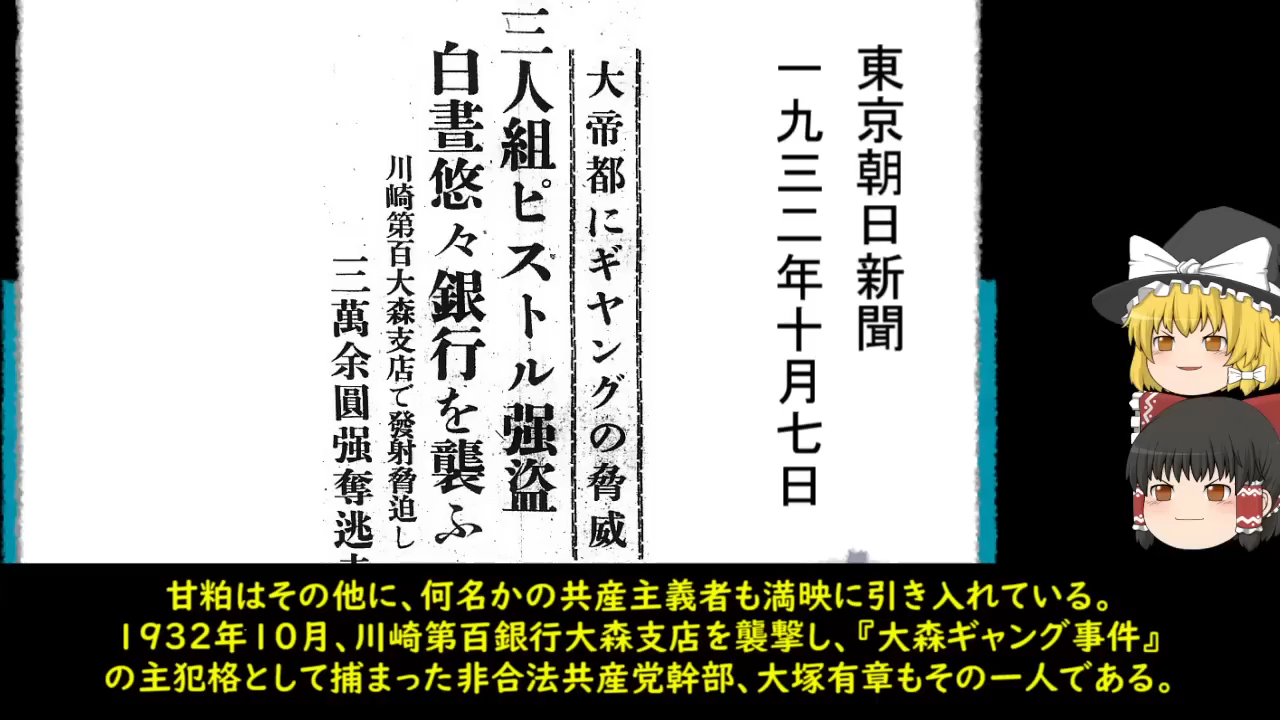 東京朝日新聞
一九三二年十月七日
大帝都にギャングの脅威
三人組ピストル强盗
白晝悠々銀行を襲ふ
川崎第百大森支店で發射脅迫し
三萬余圓强奪逃
甘粕はその他に、何名かの共産主義者も満映に引き入れている。
1932年10月、川崎第百銀行大森支店を襲撃し、『大森ギャング事件』
の主犯格として捕まった非合法共産党幹部、大塚有章もその一人である。